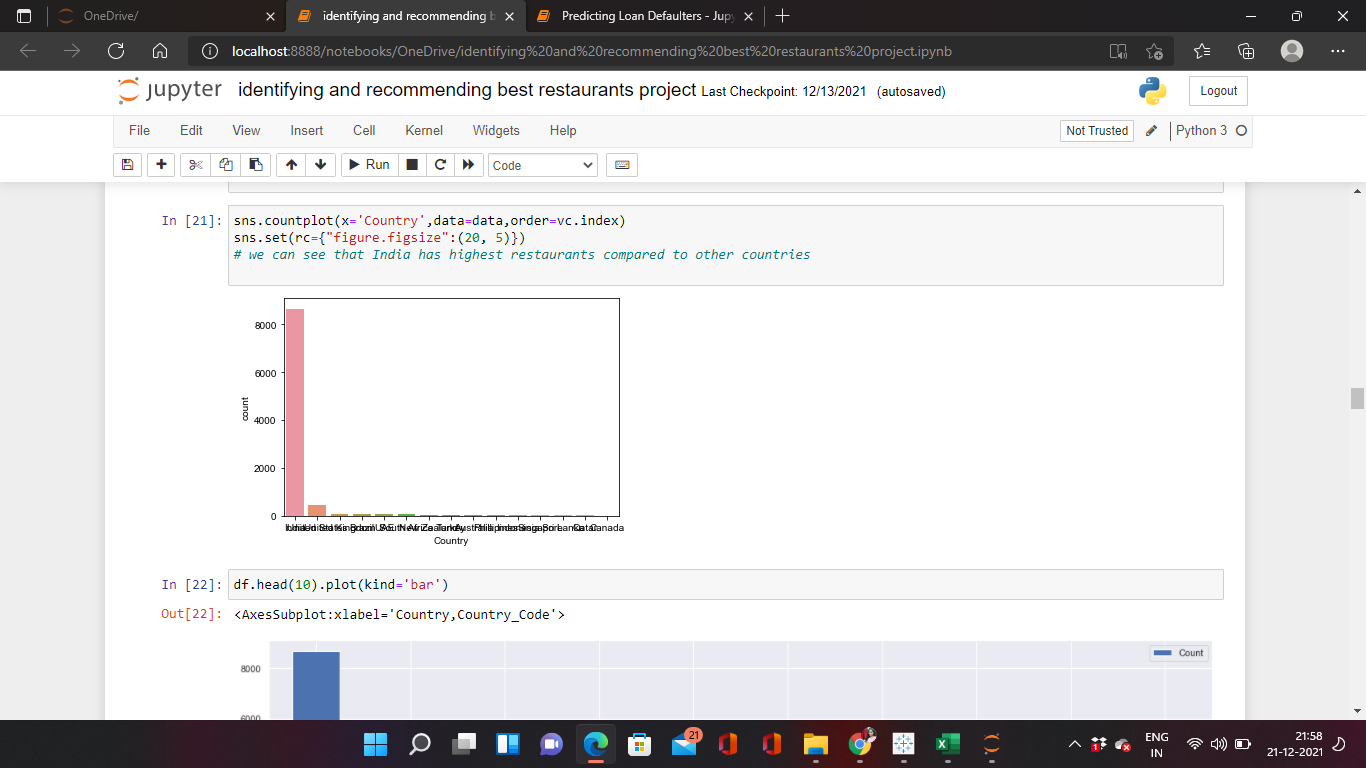 OneDrive/
identifying and recommending b
Predicting Loan Defaulters - Jup
localhost:8888/notebooks/OneDrive/identifying%20and%20recommending%20best%20restaurants%20project.ipynb
jupyter identifying and recommending best restaurants project Last Checkpoint: 12/13/2021 (autosaved)
Logout
File Edit View Insert Cell Kernel Widgets Help
Not Trusted Python 3
Run Code
In [21]: sns.countplot(x='Country',data=data,order=vc.index)
sns.set(rc={"figure.figsize":(20, 5)})
# we can see that India has highest restaurants compared to other countries
8000
6000
4000
2000
0
count
Canada
Country
In [22]: df.head(10).plot(kind='bar')
Out[22]: <AxesSubplot:xlabel='Country,Country_Code'>
Count
8000
6000
21
1
ENG
IN
21:58
21-12-2021